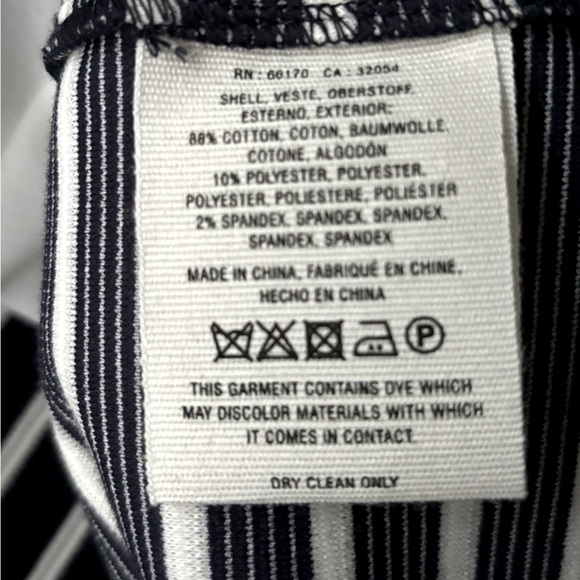 RN: 66170 CA: 32054
SHELL, VESTE, OBERSTOFF,
ESTERNO, EXTERIOR:
88% COTTON, COTON, BAUMWOLLE,
COTONE, ALGODÓN
10% POLYESTER, POLYESTER,
POLYESTER, POLIESTERE, POLIÉSTER
2% SPANDEX, SPANDEX, SPANDEX,
SPANDEX, SPANDEX
MADE IN CHINA, FABRIQUÉ EN CHINE,
HECHO EN CHINA
P
THIS GARMENT CONTAINS DYE WHICH
MAY DISCOLOR MATERIALS WITH WHICH
IT COMES IN CONTACT.
DRY CLEAN ONLY